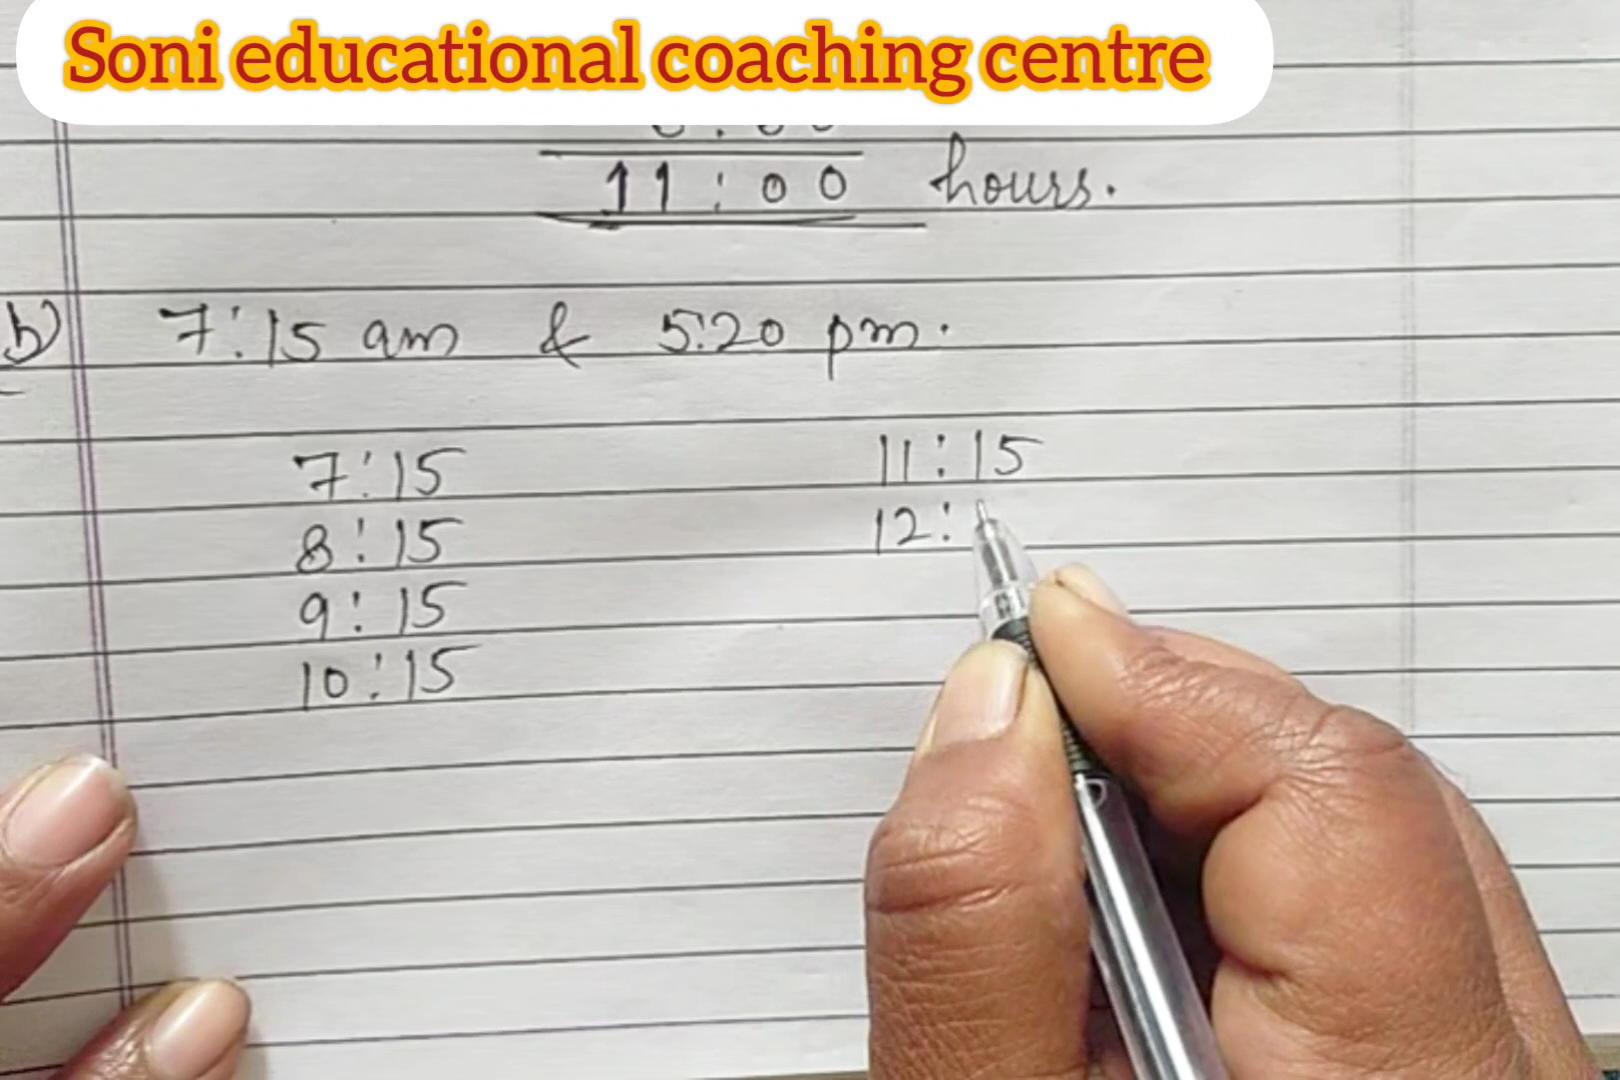 Soni educational coaching centre
11:00 hours.
b) 7:15 am & 5:20 pm.
7:15
8:15
9:15
10:15
11:15
12: